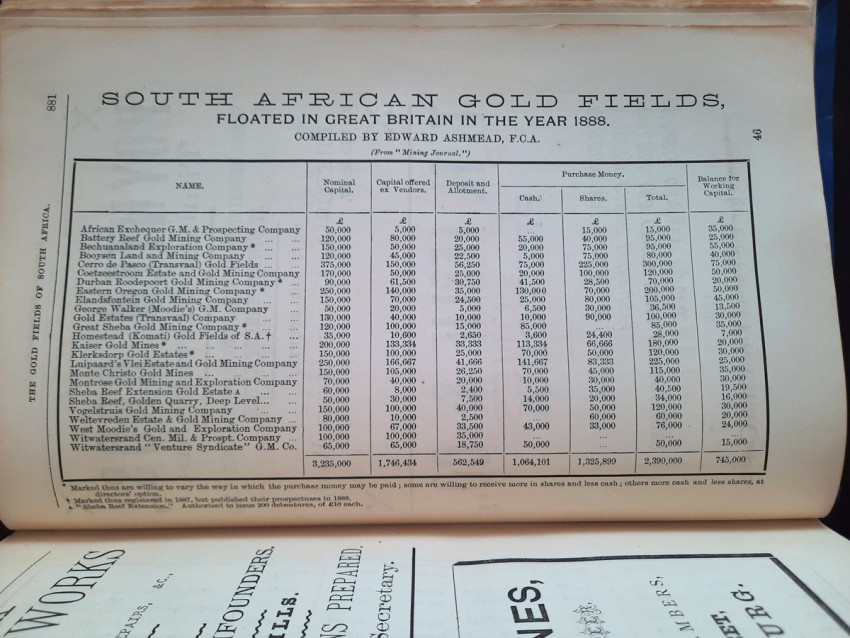 881
THE GOLD FIELDS OF SOUTH AFRICA.
46
SOUTH AFRICAN GOLD FIELDS,
FLOATED IN GREAT BRITAIN IN THE YEAR 1888.
COMPILED BY EDWARD ASHMEAD, F.C.A.
(From "Mining Journal.")
NAME. Nominal Capital. Capital offered ex Vendors. Deposit and Allotment. Purchase Money. Balance for Working Capital.
Cash. Shares. Total.
£ £ £ £ £ £ £
African Exchequer G.M. & Prospecting Company 50,000 5,000 5,000 ... 15,000 15,000 35,000
Battery Reef Gold Mining Company ... ... 120,000 80,000 20,000 55,000 40,000 95,000 25,000
Bechuanaland Exploration Company * ... ... 150,000 50,000 25,000 20,000 75,000 95,000 55,000
Booysen Land and Mining Company ... ... 120,000 45,000 22,500 5,000 75,000 80,000 40,000
Cerro de Pasco (Transvaal) Gold Fields ... ... 375,000 150,000 56,250 75,000 225,000 300,000 75,000
Coetzeestroom Estate and Gold Mining Company 170,000 50,000 25,000 20,000 100,000 120,000 50,000
Durban Roodepoort Gold Mining Company * ... 90,000 61,500 30,750 41,500 28,500 70,000 20,000
Eastern Oregon Gold Mining Company * ... 250,000 140,000 35,000 130,000 70,000 200,000 50,000
Elandsfontein Gold Mining Company ... ... 150,000 70,000 24,500 25,000 80,000 105,000 45,000
George Walker (Moodie's) G.M. Company ... 50,000 20,000 5,000 6,500 30,000 36,500 13,500
Gold Estates (Transvaal) Company ... ... 130,000 40,000 10,000 10,000 90,000 100,000 30,000
Great Sheba Gold Mining Company * ... ... 120,000 100,000 15,000 85,000 ... 85,000 35,000
Homestead (Komati) Gold Fields of S.A. † ... 35,000 10,600 2,650 3,600 24,400 28,000 7,000
Kaiser Gold Mines * ... ... ... ... 200,000 133,334 33,333 113,334 66,666 180,000 20,000
Klerksdorp Gold Estates * ... ... ... 150,000 100,000 25,000 70,000 50,000 120,000 30,000
Luipaard's Vlei Estate and Gold Mining Company 250,000 166,667 41,666 141,667 83,333 225,000 25,000
Monte Christo Gold Mines ... ... ... 150,000 105,000 26,250 70,000 45,000 115,000 35,000
Montrose Gold Mining and Exploration Company 70,000 40,000 20,000 10,000 30,000 40,000 30,000
Sheba Reef Extension Gold Estate ▲ ... ... 60,000 8,000 2,400 5,500 35,000 40,500 19,500
Sheba Reef, Golden Quarry, Deep Level... ... 50,000 30,000 7,500 14,000 20,000 34,000 16,000
Vogelstruis Gold Mining Company ... ... 150,000 100,000 40,000 70,000 50,000 120,000 30,000
Weltevreden Estate & Gold Mining Company ... 80,000 10,000 2,500 ... 60,000 60,000 20,000
West Moodie's Gold and Exploration Company 100,000 67,000 33,500 43,000 33,000 76,000 24,000
Witwatersrand Cen. Mil. & Prospt. Company ... 100,000 100,000 35,000 ... ... ... ...
Witwatersrand "Venture Syndicate" G.M. Co. 65,000 65,000 18,750 50,000 ... 50,000 15,000
3,235,000 1,746,434 562,549 1,064,101 1,325,899 2,390,000 745,000
* Marked thus are willing to vary the way in which the purchase money may be paid; some are willing to receive more in shares and less cash; others more cash and less shares, at
directors' option.
† Marked thus registered in 1887, but published their prospectuses in 1888.
▲ "Sheba Reef Extension." Authorised to issue 200 debentures, of £10 each.
WORKS
REPAIRS, &C.,
FOUNDERS.
PREPARED.
Secretary.